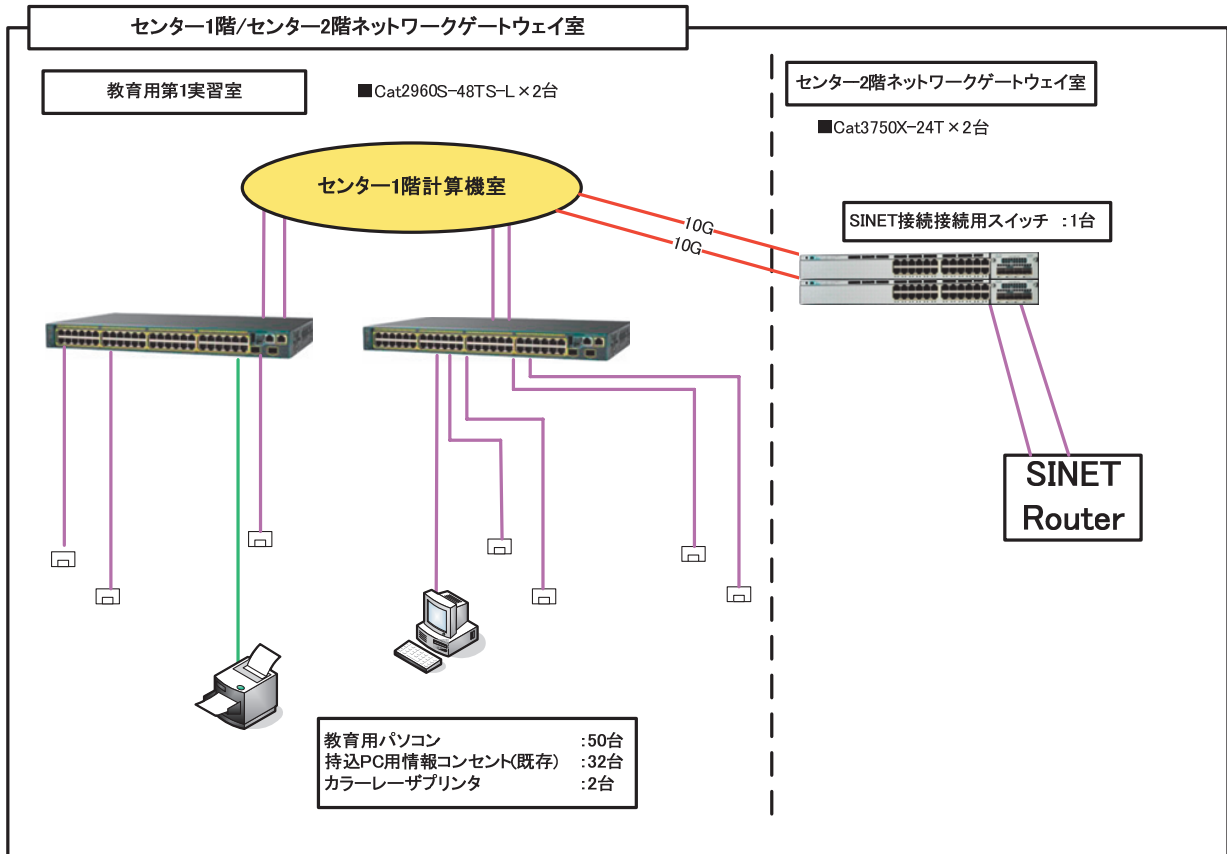 センター1階/センター2階ネットワークゲートウェイ室
教育用第1実習室
■Cat2960S-48TS-L×2台
センター2階ネットワークゲートウェイ室
■Cat3750X-24T×2台
センター1階計算機室
SINET接続接続用スイッチ :1台
10G
10G
SINET
Router
教育用パソコン :50台
持込PC用情報コンセント(既存) :32台
カラーレーザプリンタ :2台